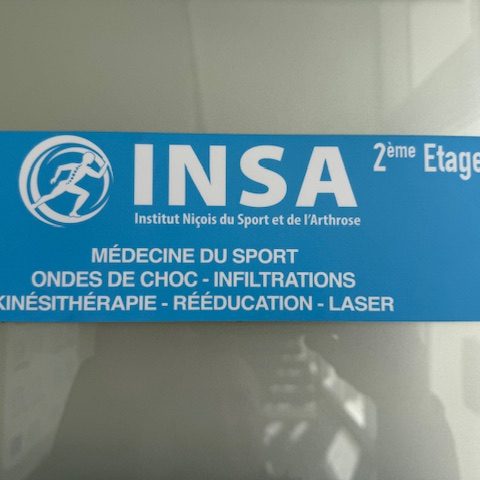 INSA
2ème Etage
Institut Niçois du Sport et de l'Arthrose
MÉDECINE DU SPORT
ONDES DE CHOC - INFILTRATIONS
KINÉSITHÉRAPIE - RÉÉDUCATION - LASER